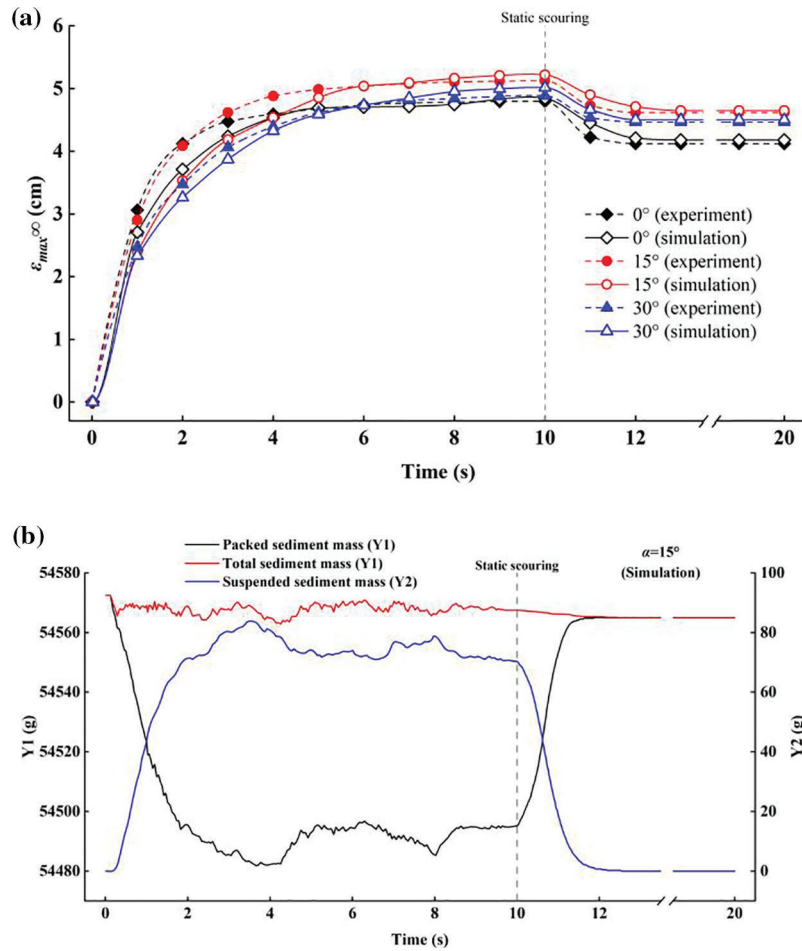 (a)
Static scouring
6
5
4
3
2
1
0
εmax∞ (cm)
0° (experiment)
0° (simulation)
15° (experiment)
15° (simulation)
30° (experiment)
30° (simulation)
0 2 4 6 8 10 12 20
Time (s)
(b)
Packed sediment mass (Y1)
Total sediment mass (Y1)
Suspended sediment mass (Y2)
Static scouring
α=15°
(Simulation)
54580 100
54560 80
54540 60
54520 40
54500 20
54480 0
Y1 (g)
Y2 (g)
0 2 4 6 8 10 12 20
Time (s)